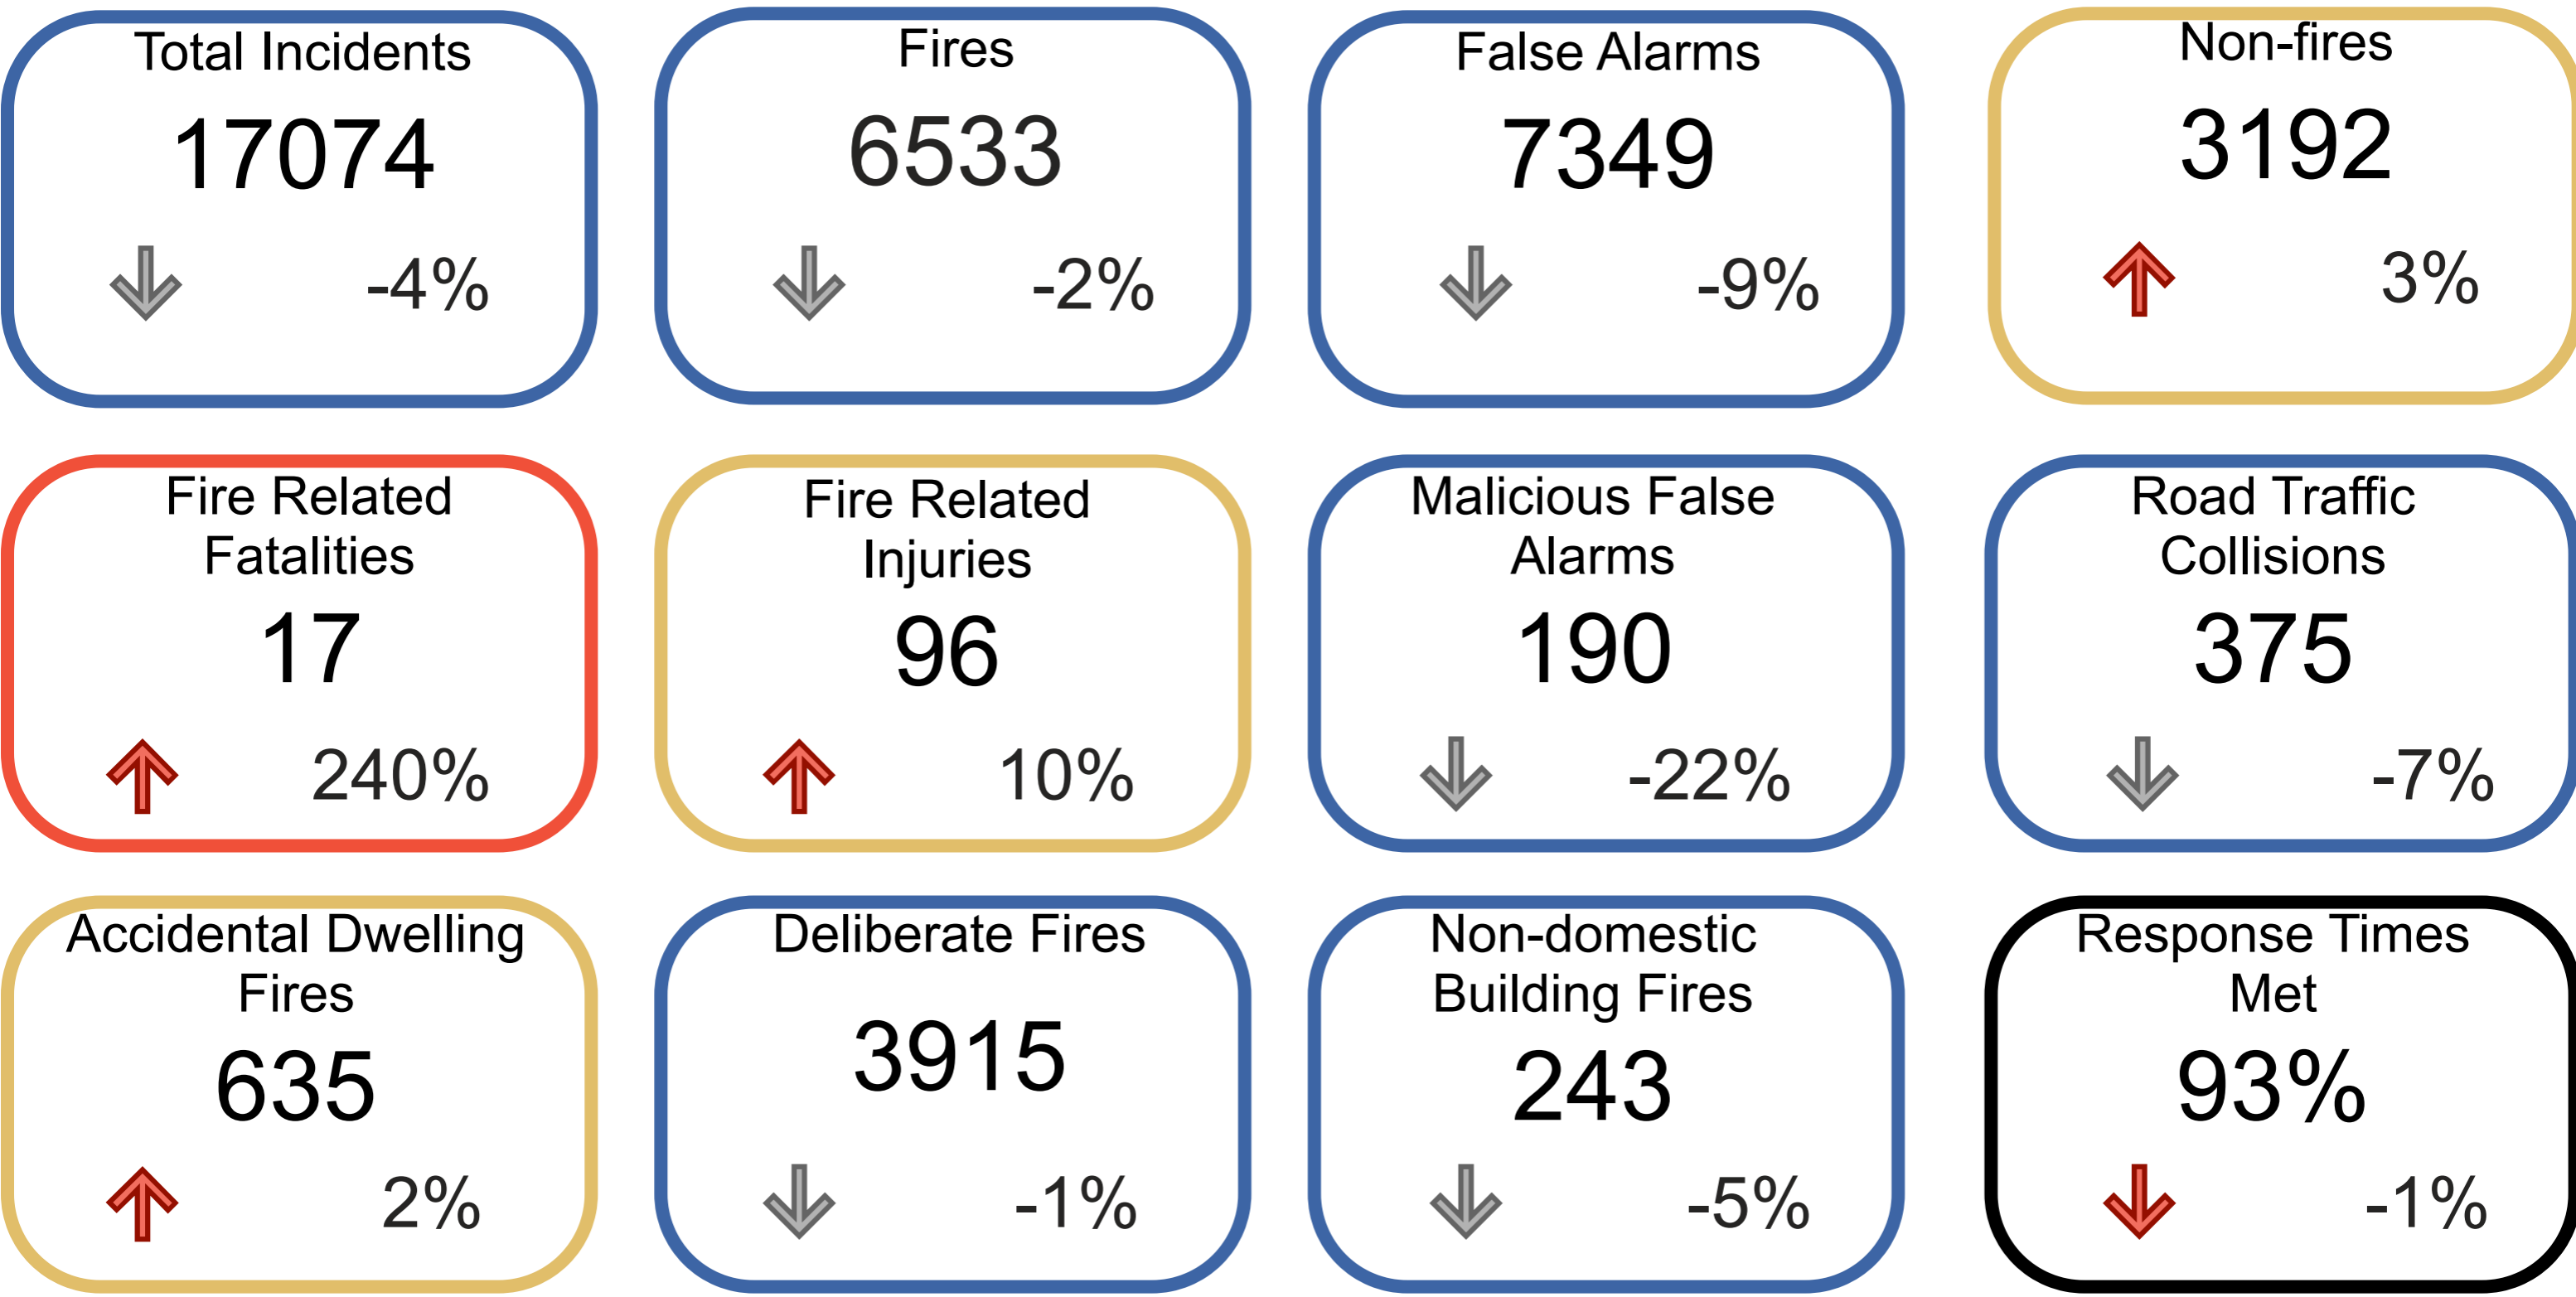 Total Incidents
17074
-4%
Fires
6533
-2%
False Alarms
7349
-9%
Non-fires
3192
3%
Fire Related
Fatalities
17
240%
Fire Related
Injuries
96
10%
Malicious False
Alarms
190
-22%
Road Traffic
Collisions
375
-7%
Accidental Dwelling
Fires
635
2%
Deliberate Fires
3915
-1%
Non-domestic
Building Fires
243
-5%
Response Times
Met
93%
-1%